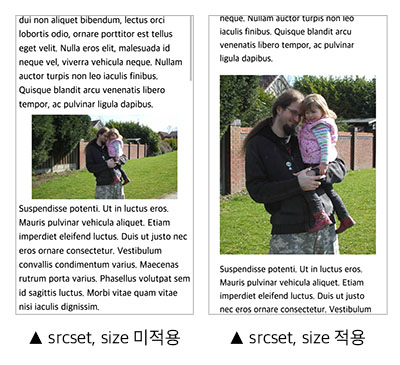 dui non aliquet bibendum, lectus orci
lobortis odio, ornare porttitor est tellus
eget velit. Nulla eros elit, malesuada id
neque vel, viverra vehicula neque. Nullam
auctor turpis non leo iaculis finibus.
Quisque blandit arcu venenatis libero
tempor, ac pulvinar ligula dapibus.
Suspendisse potenti. Ut in luctus eros.
Mauris pulvinar vehicula aliquet. Etiam
imperdiet eleifend luctus. Duis ut justo nec
eros ornare consectetur. Vestibulum
convallis condimentum varius. Maecenas
rutrum porta varius. Phasellus volutpat sem
id sagittis luctus. Morbi vitae quam vitae
nisi iaculis dignissim.
▲ srcset, size 미적용
neque. Nullam auctor turpis non leo
iaculis finibus. Quisque blandit arcu
venenatis libero tempor, ac pulvinar
ligula dapibus.
Suspendisse potenti. Ut in luctus eros.
Mauris pulvinar vehicula aliquet. Etiam
imperdiet eleifend luctus. Duis ut justo
nec eros ornare consectetur. Vestibulum
▲ srcset, size 적용